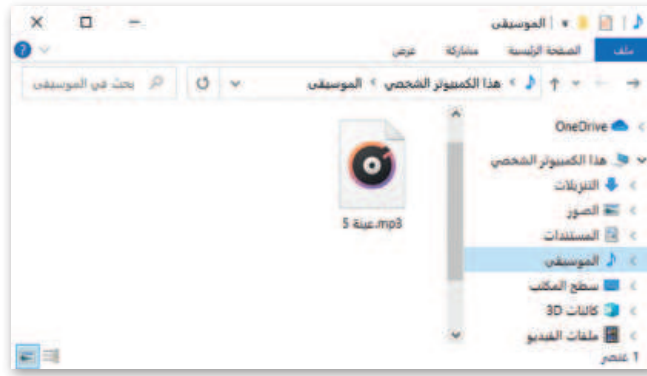 الموسيقى
ملف
الصفحة الرئيسية
مشاركة
عرض
هذا الكمبيوتر الشخصي
الموسيقى
بحث في الموسيقى
OneDrive
هذا الكمبيوتر الشخصي
التنزيلات
الصور
المستندات
الموسيقى
سطح المكتب
كائنات 3D
ملفات الفيديو
عينة 5.mp3
1 عنصر